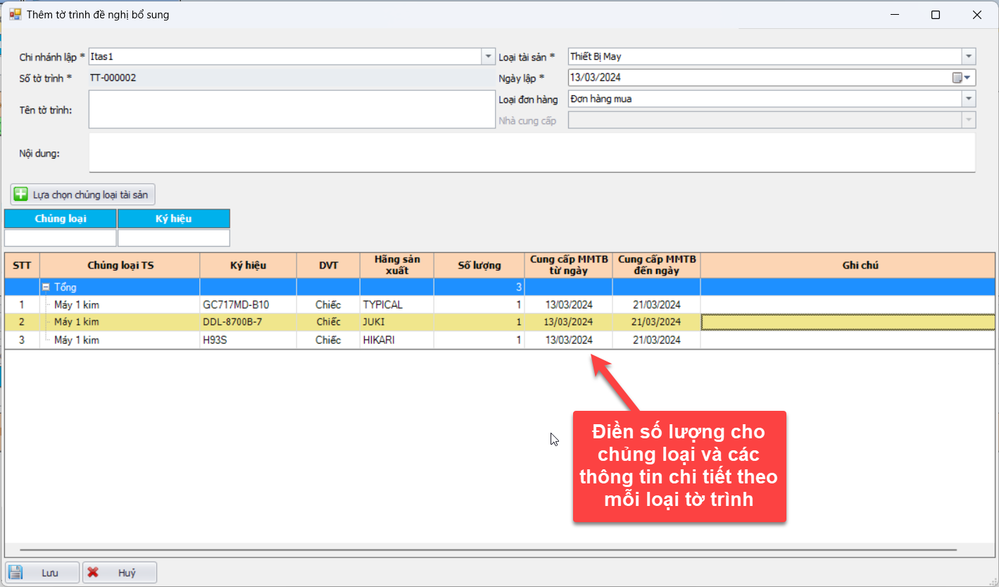 Thêm tờ trình đề nghị bổ sung
Chi nhánh lập * Itas1 Loại tài sản * Thiết Bị May
Số tờ trình * TT-000002 Ngày lập * 13/03/2024
Tên tờ trình: Loại đơn hàng Đơn hàng mua
Nhà cung cấp
Nội dung:
Lựa chọn chủng loại tài sản
Chủng loại Ký hiệu
STT Chủng loại TS Ký hiệu DVT Hãng sản xuất Số lượng Cung cấp MMTB từ ngày Cung cấp MMTB đến ngày Ghi chú
Tổng 3
1 Máy 1 kim GC717MD-B10 Chiếc TYPICAL 1 13/03/2024 21/03/2024
2 Máy 1 kim DDL-8700B-7 Chiếc JUKI 1 13/03/2024 21/03/2024
3 Máy 1 kim H93S Chiếc HIKARI 1 13/03/2024 21/03/2024
Điền số lượng cho
chủng loại và các
thông tin chi tiết theo
mỗi loại tờ trình
Lưu Huỷ